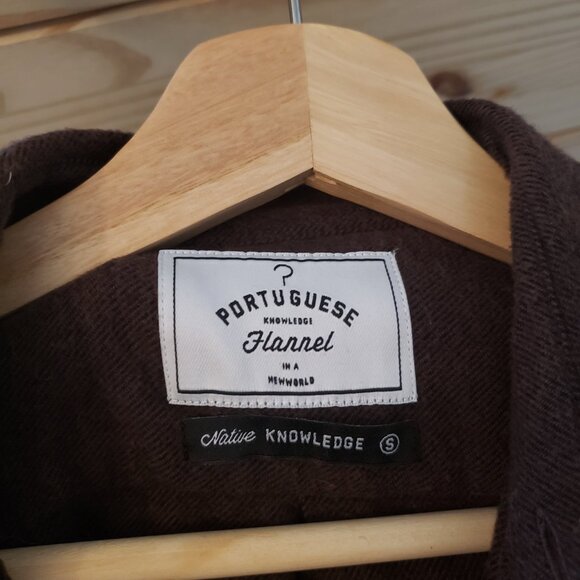 PORTUGUESE
KNOWLEDGE
Flannel
IN A
NEWWORLD
Native KNOWLEDGE S